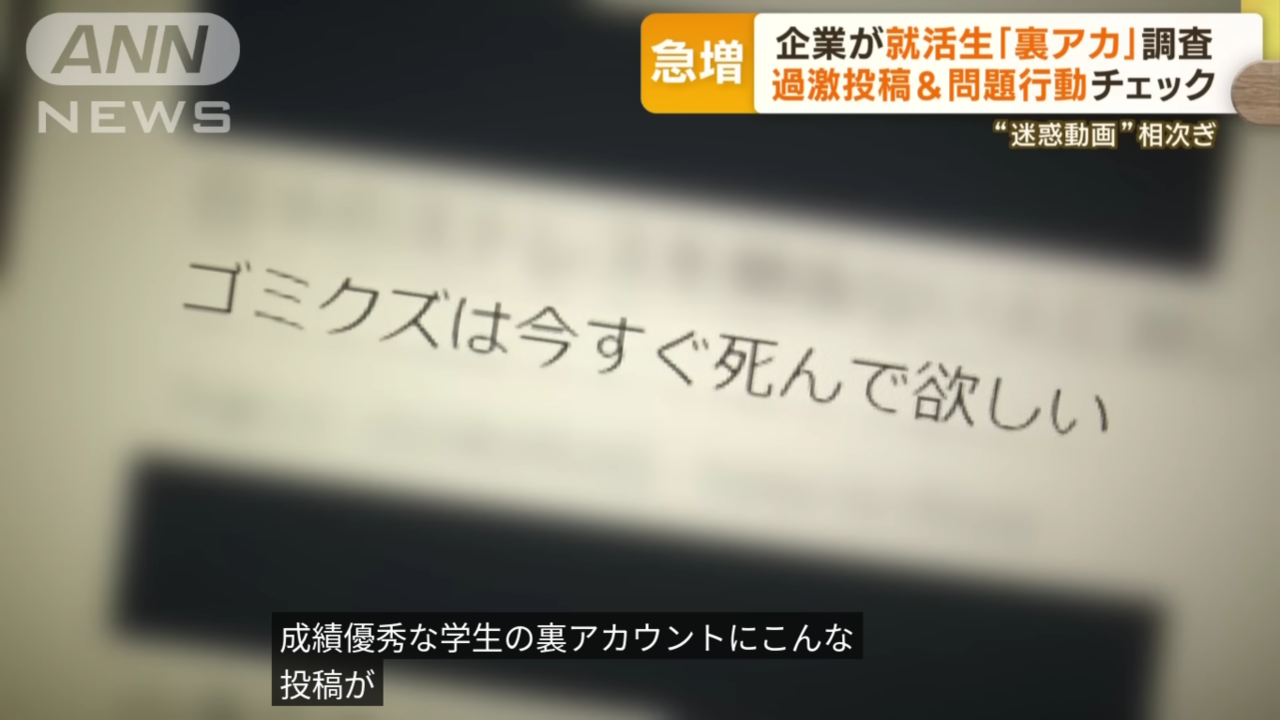 ANN
NEWS
急増
企業が就活生「裏アカ」調査
過激投稿&問題行動チェック
“迷惑動画”相次ぎ
ゴミクズは今すぐ死んで欲しい
成績優秀な学生の裏アカウントにこんな
投稿が